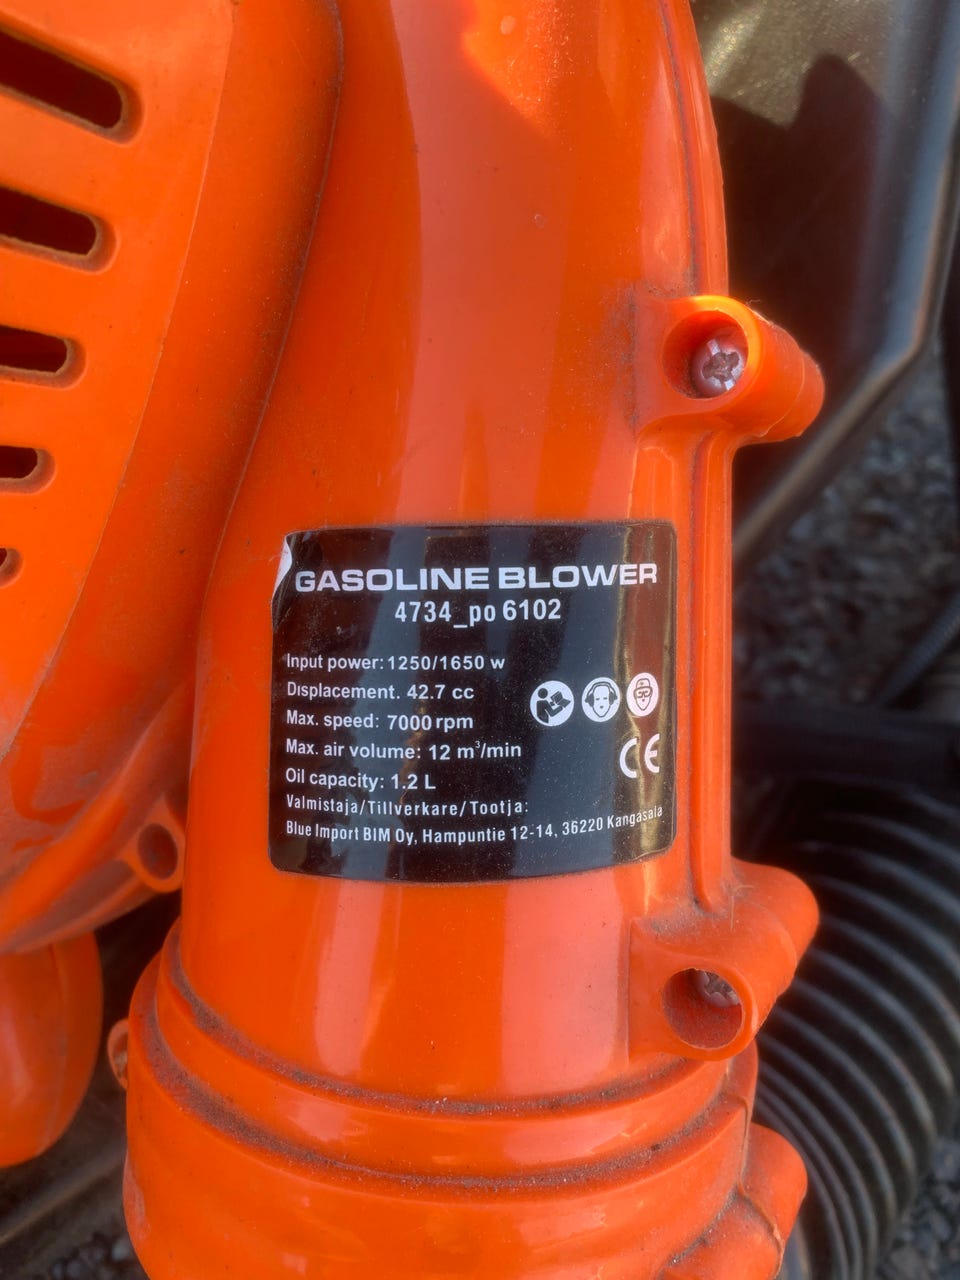 GASOLINE BLOWER
4734_po 6102
Input power: 1250/1650 w
Displacement. 42.7 cc
Max. speed: 7000 rpm
Max. air volume: 12 m³/min
Oil capacity: 1.2 L
CE
Valmistaja/Tillverkare/Tootja:
Blue Import BIM Oy, Hampuntie 12-14, 36220 Kangasala